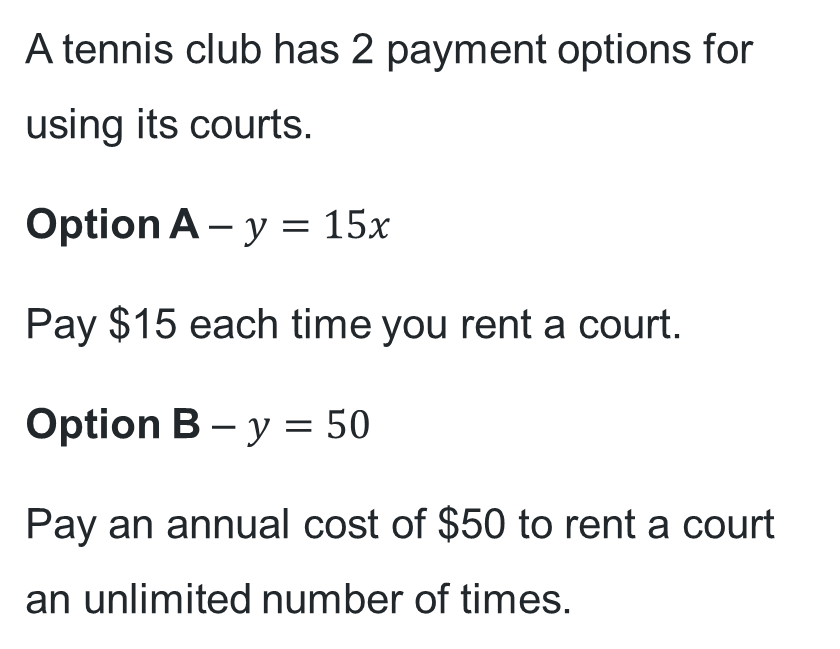 A tennis club has 2 payment options for
using its courts.
Option A – y = 15x
Pay $15 each time you rent a court.
Option B – y = 50
Pay an annual cost of $50 to rent a court
an unlimited number of times.